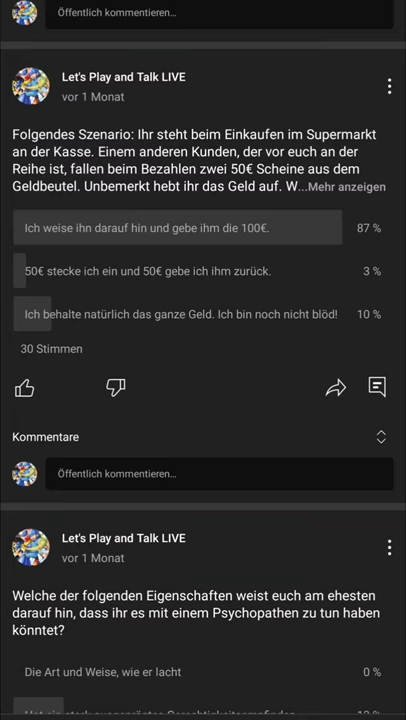 Öffentlich kommentieren...
Let's Play and Talk LIVE
vor 1 Monat
Folgendes Szenario: Ihr steht beim Einkaufen im Supermarkt
an der Kasse. Einem anderen Kunden, der vor euch an der
Reihe ist, fallen beim Bezahlen zwei 50€ Scheine aus dem
Geldbeutel. Unbemerkt hebt ihr das Geld auf. W...Mehr anzeigen
Ich weise ihn darauf hin und gebe ihm die 100€. 87 %
50€ stecke ich ein und 50€ gebe ich ihm zurück. 3 %
Ich behalte natürlich das ganze Geld. Ich bin noch nicht blöd! 10 %
30 Stimmen
Kommentare
Öffentlich kommentieren...
Let's Play and Talk LIVE
vor 1 Monat
Welche der folgenden Eigenschaften weist euch am ehesten
darauf hin, dass ihr es mit einem Psychopathen zu tun haben
könntet?
Die Art und Weise, wie er lacht 0 %